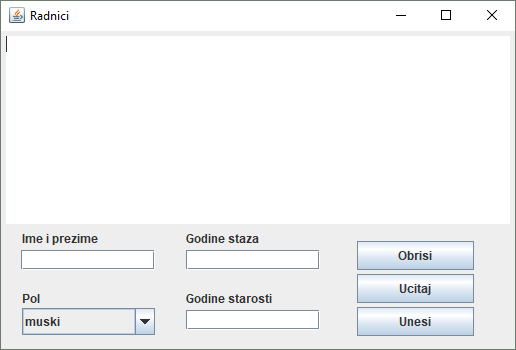 Radnici
Ime i prezime
Godine staza
Obrisi
Ucitaj
Pol
Godine starosti
muski
Unesi